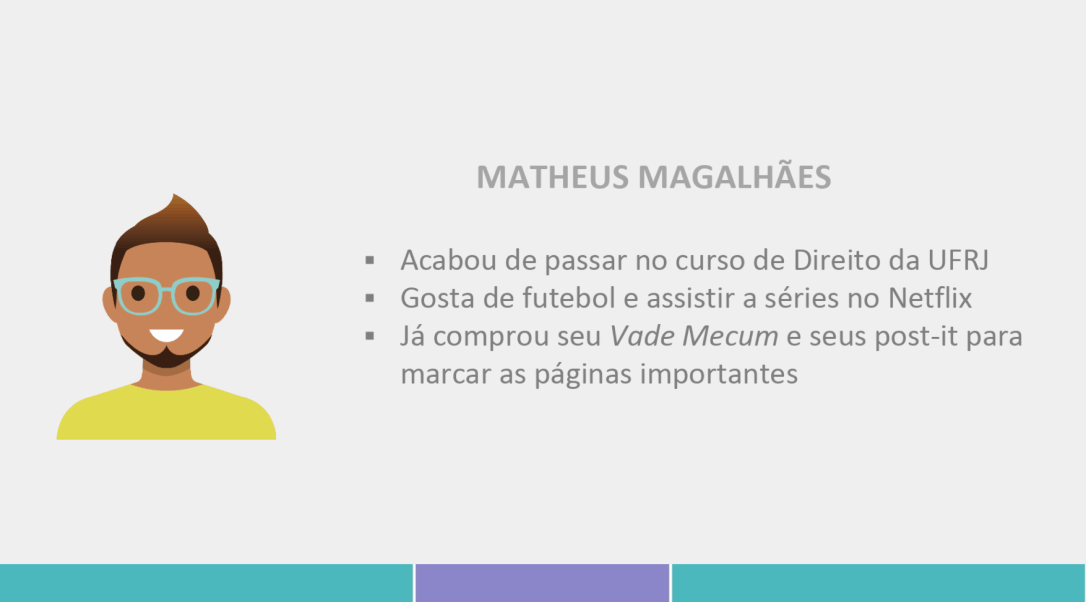 MATHEUS MAGALHÃES
▪ Acabou de passar no curso de Direito da UFRJ
▪ Gosta de futebol e assistir a séries no Netflix
▪ Já comprou seu Vade Mecum e seus post-it para
marcar as páginas importantes